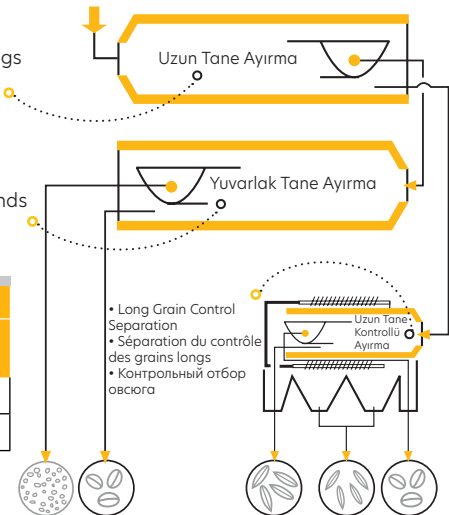 gs
Uzun Tane Ayırma
nds
Yuvarlak Tane Ayırma
• Long Grain Control
Separation
• Séparation du contrôle
des grains longs
• Контрольный отбор
овсюга
Uzun Tane
Kontrollü
Ayırma